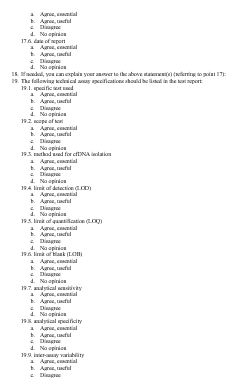 a. Agree, essential
b. Agree, useful
c. Disagree
d. No opinion
17.6. date of report
a. Agree, essential
b. Agree, useful
c. Disagree
d. No opinion
18. If needed, you can explain your answer to the above statement(s) (referring to point 17):
19. The following technical assay specifications should be listed in the test report:
19.1. specific test used
a. Agree, essential
b. Agree, useful
c. Disagree
d. No opinion
19.2. scope of test
a. Agree, essential
b. Agree, useful
c. Disagree
d. No opinion
19.3. method used for cfDNA isolation
a. Agree, essential
b. Agree, useful
c. Disagree
d. No opinion
19.4. limit of detection (LOD)
a. Agree, essential
b. Agree, useful
c. Disagree
d. No opinion
19.5. limit of quantification (LOQ)
a. Agree, essential
b. Agree, useful
c. Disagree
d. No opinion
19.6. limit of blank (LOB)
a. Agree, essential
b. Agree, useful
c. Disagree
d. No opinion
19.7. analytical sensitivity
a. Agree, essential
b. Agree, useful
c. Disagree
d. No opinion
19.8. analytical specificity
a. Agree, essential
b. Agree, useful
c. Disagree
d. No opinion
19.9. inter-assay variability
a. Agree, essential
b. Agree, useful
c. Disagree